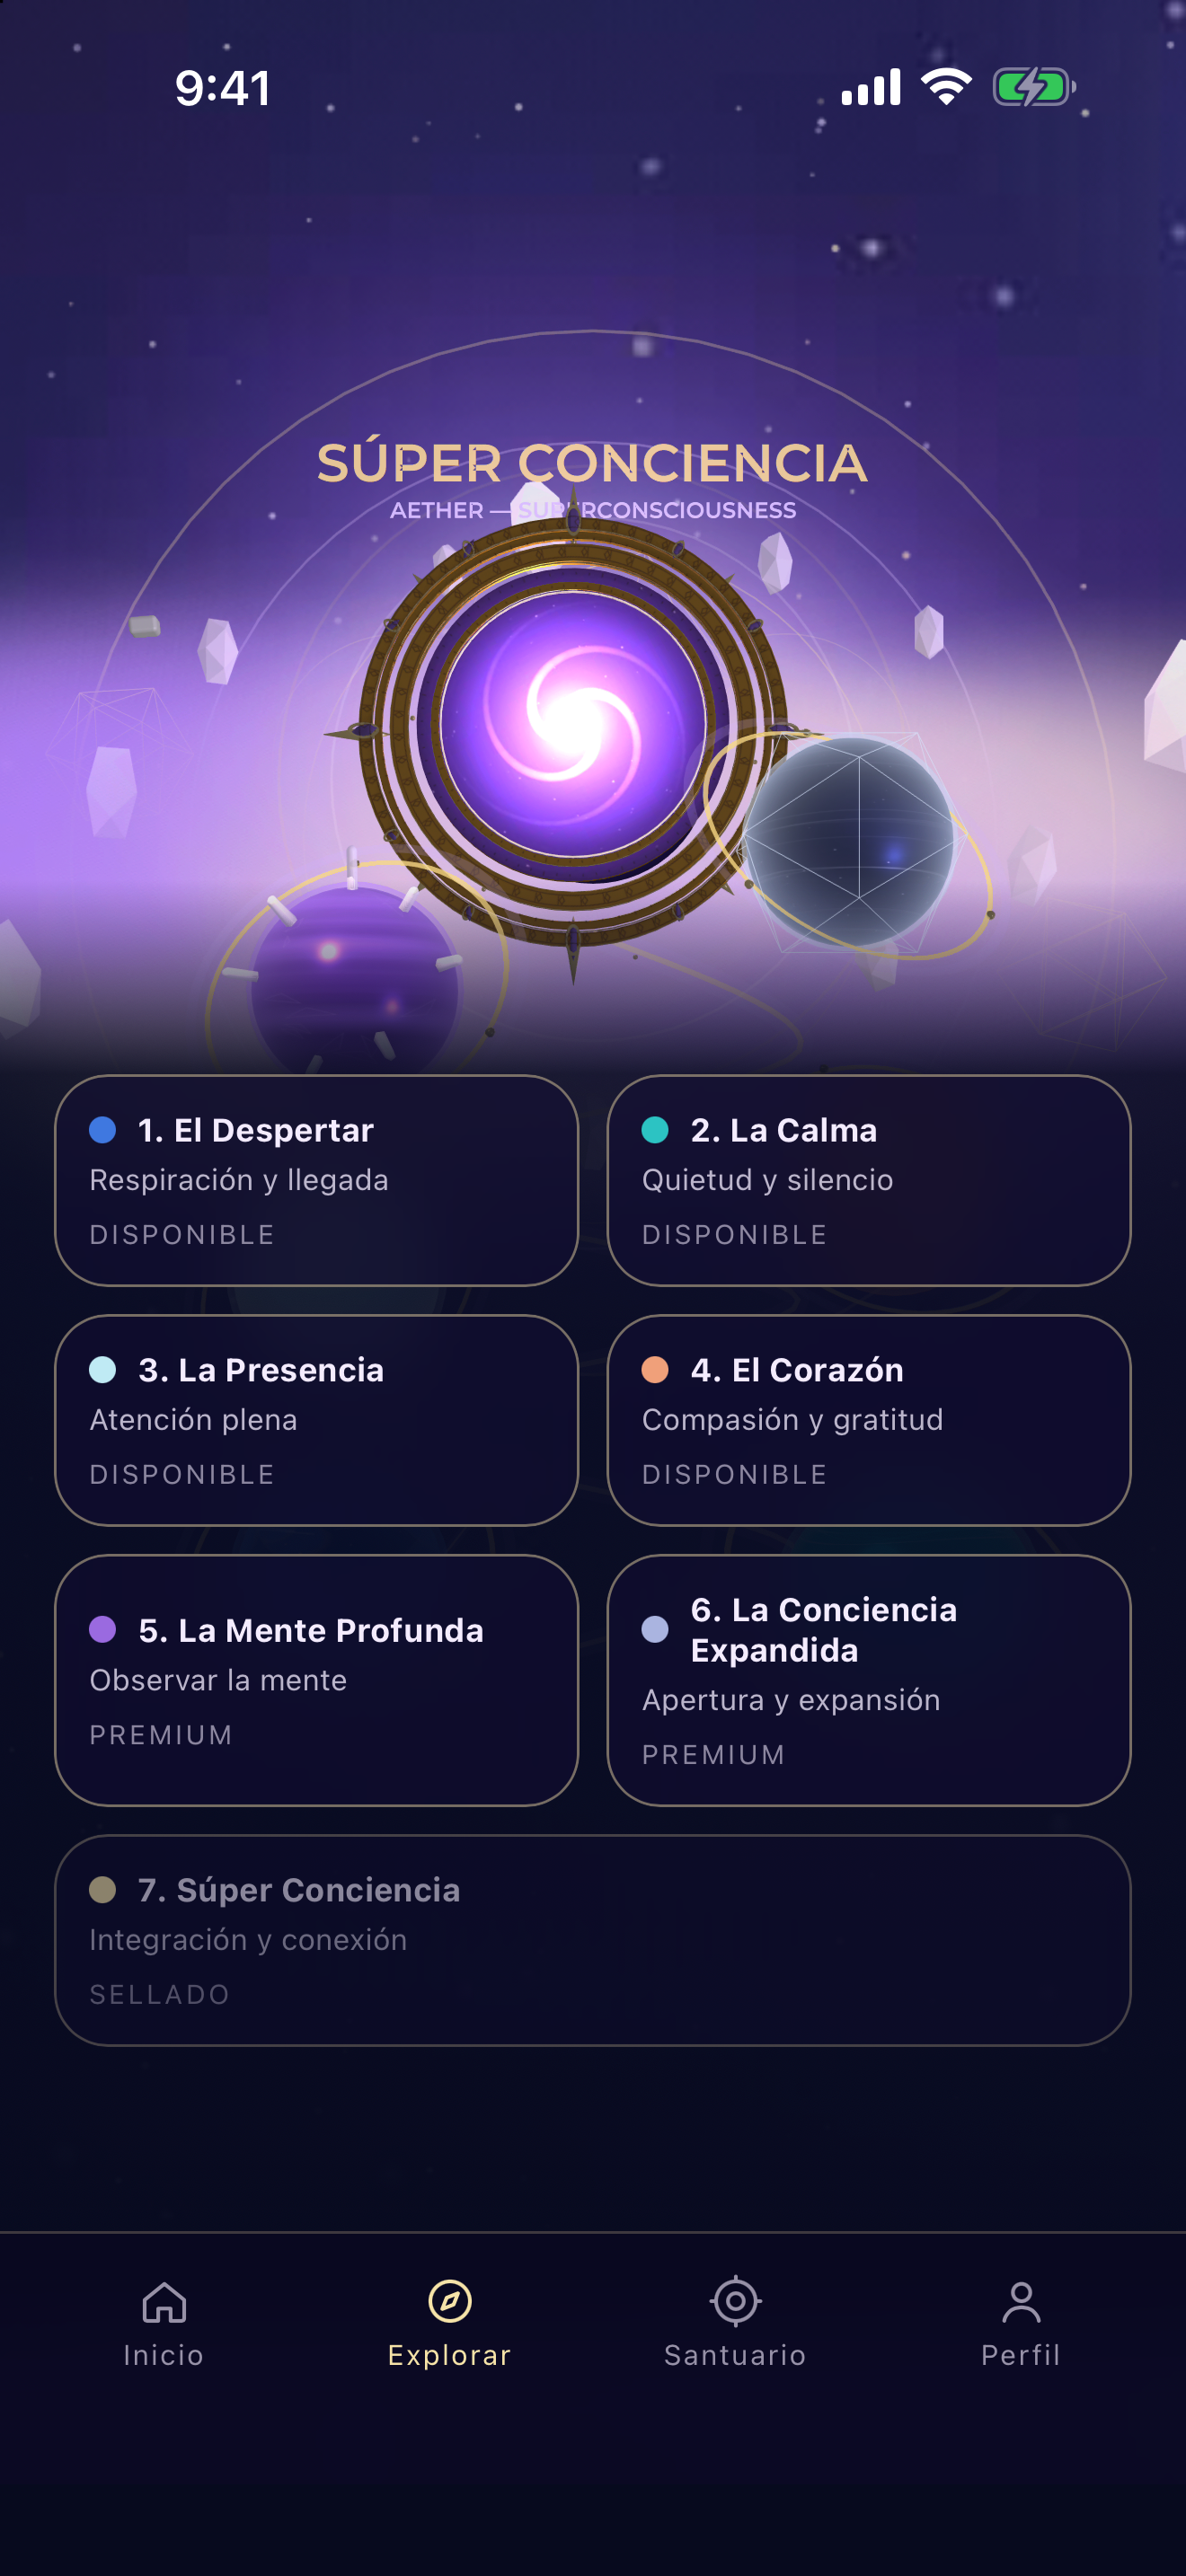 9:41
SÚPER CONCIENCIA
AETHER — SUPERCONSCIOUSNESS
1. El Despertar
Respiración y llegada
DISPONIBLE
2. La Calma
Quietud y silencio
DISPONIBLE
3. La Presencia
Atención plena
DISPONIBLE
4. El Corazón
Compasión y gratitud
DISPONIBLE
5. La Mente Profunda
Observar la mente
PREMIUM
6. La Conciencia
Expandida
Apertura y expansión
PREMIUM
7. Súper Conciencia
Integración y conexión
SELLADO
Inicio
Explorar
Santuario
Perfil